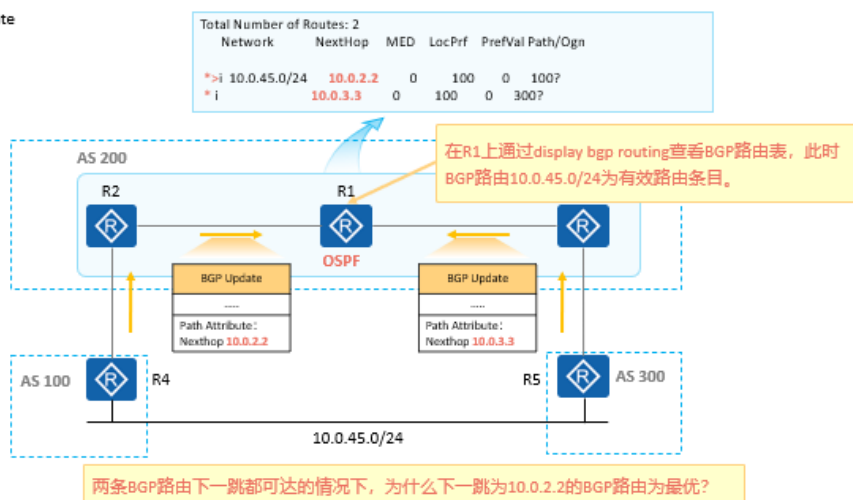 te
Total Number of Routes: 2
Network NextHop MED LocPrf PrefVal Path/Ogn
*>i 10.0.45.0/24 10.0.2.2 0 100 0 100?
* i 10.0.3.3 0 100 0 300?
在R1上通过display bgp routing查看BGP路由表，此时
BGP路由10.0.45.0/24为有效路由条目。
AS 200
R2
R1
OSPF
BGP Update
.....
Path Attribute：
Nexthop 10.0.2.2
BGP Update
.....
Path Attribute：
Nexthop 10.0.3.3
AS 100
R4
R5
AS 300
10.0.45.0/24
两条BGP路由下一跳都可达的情况下，为什么下一跳为10.0.2.2的BGP路由为最优？